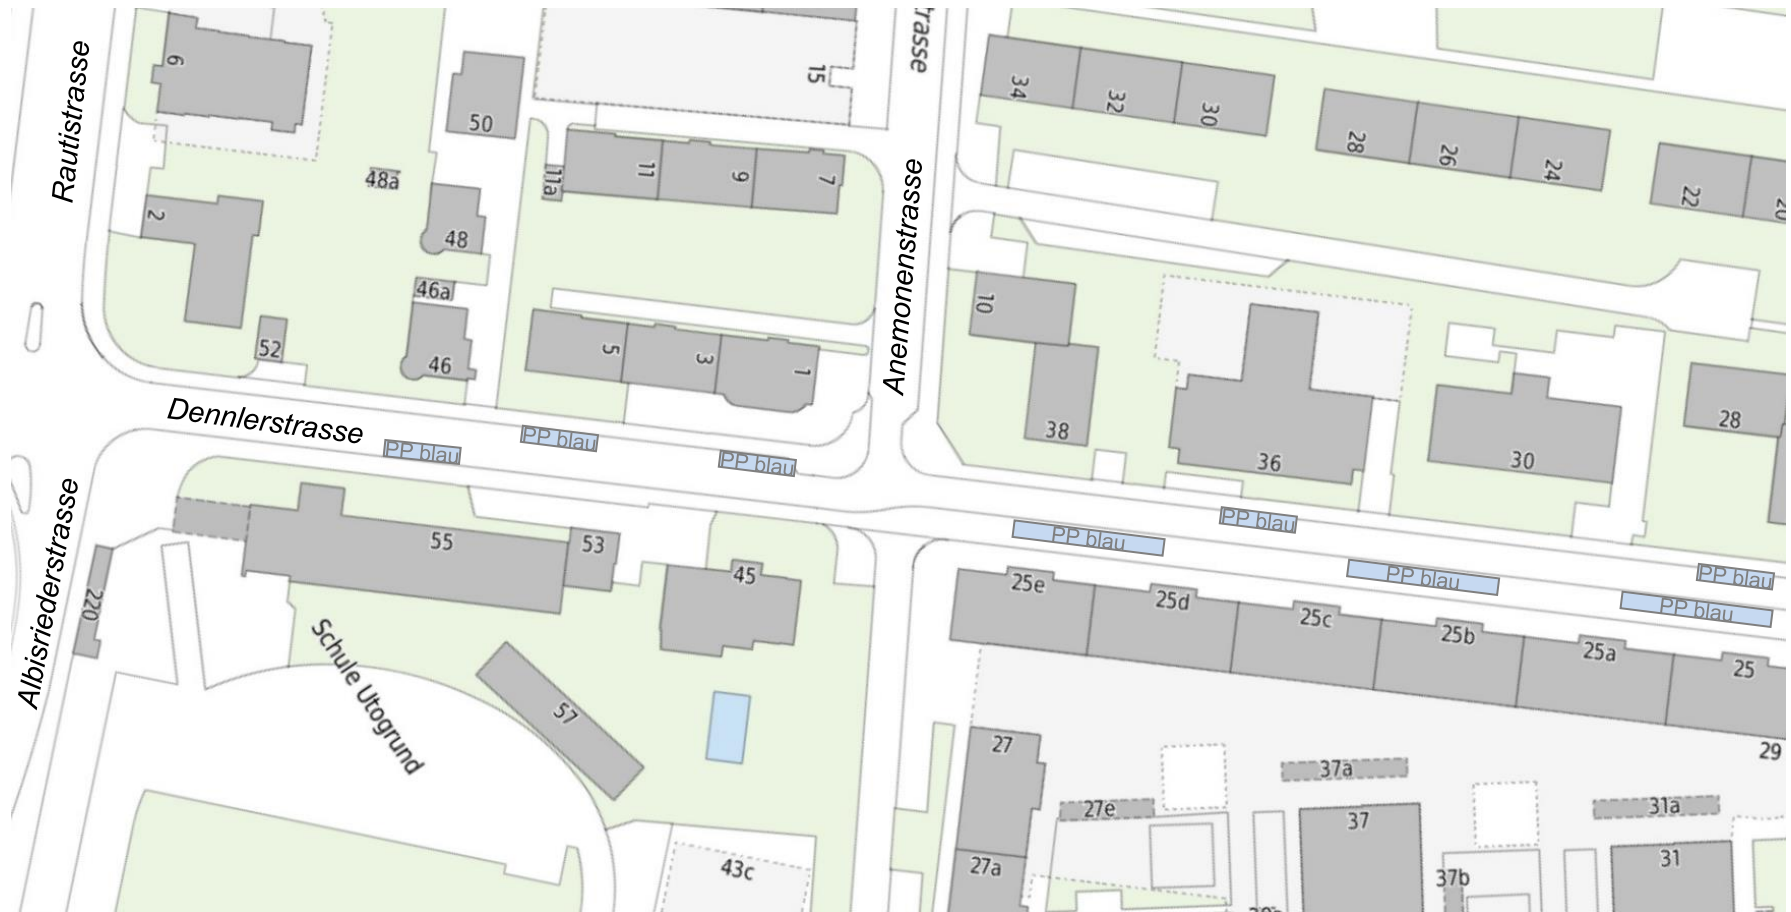 Rautistrasse
6
50
15
trasse
34
32
30
28
26
24
22
20
48a
11a
11
9
7
2
48
46a
Anemonenstrasse
10
52
46
5
3
1
38
36
30
28
Dennlerstrasse
PP blau
PP blau
PP blau
PP blau
PP blau
PP blau
PP blau
PP blau
Albisriederstrasse
55
53
45
220
25e
25d
25c
25b
25a
25
Schule Utogrund
57
27
29
37a
27e
37
31a
31
27a
43c
37b